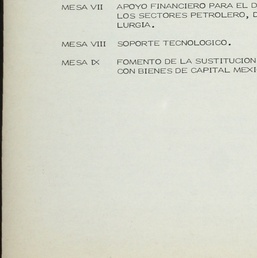 MESA VII APOYO FINANCIERO PARA EL D
LOS SECTORES PETROLERO, D
LURGIA.
MESA VIII SOPORTE TECNOLOGICO.
MESA IX FOMENTO DE LA SUSTITUCION
CON BIENES DE CAPITAL MEXI